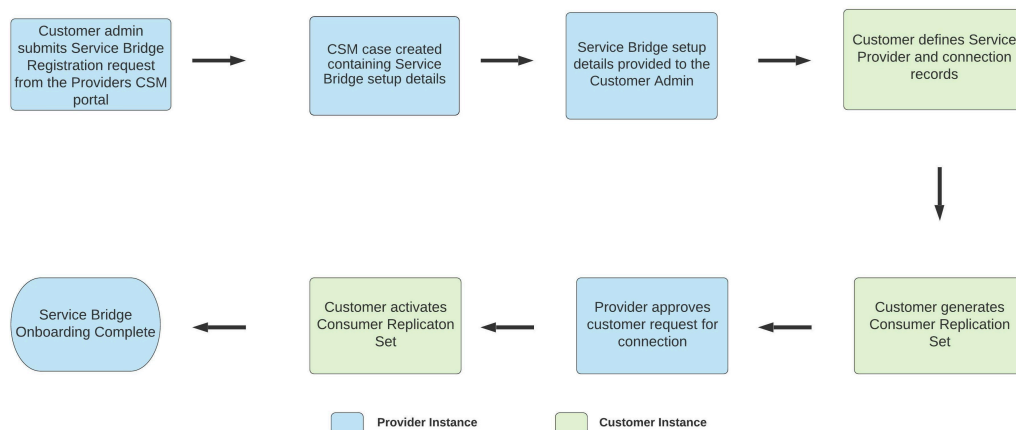 Customer admin
submits Service Bridge
Registration request
from the Providers CSM
portal
CSM case created
containing Service
Bridge setup details
Service Bridge setup
details provided to the
Customer Admin
Customer defines Service
Provider and connection
records
Customer generates
Consumer Replication
Set
Provider approves
customer request for
connection
Customer activates
Consumer Replicaton
Set
Service Bridge
Onboarding Complete
Provider Instance
Customer Instance